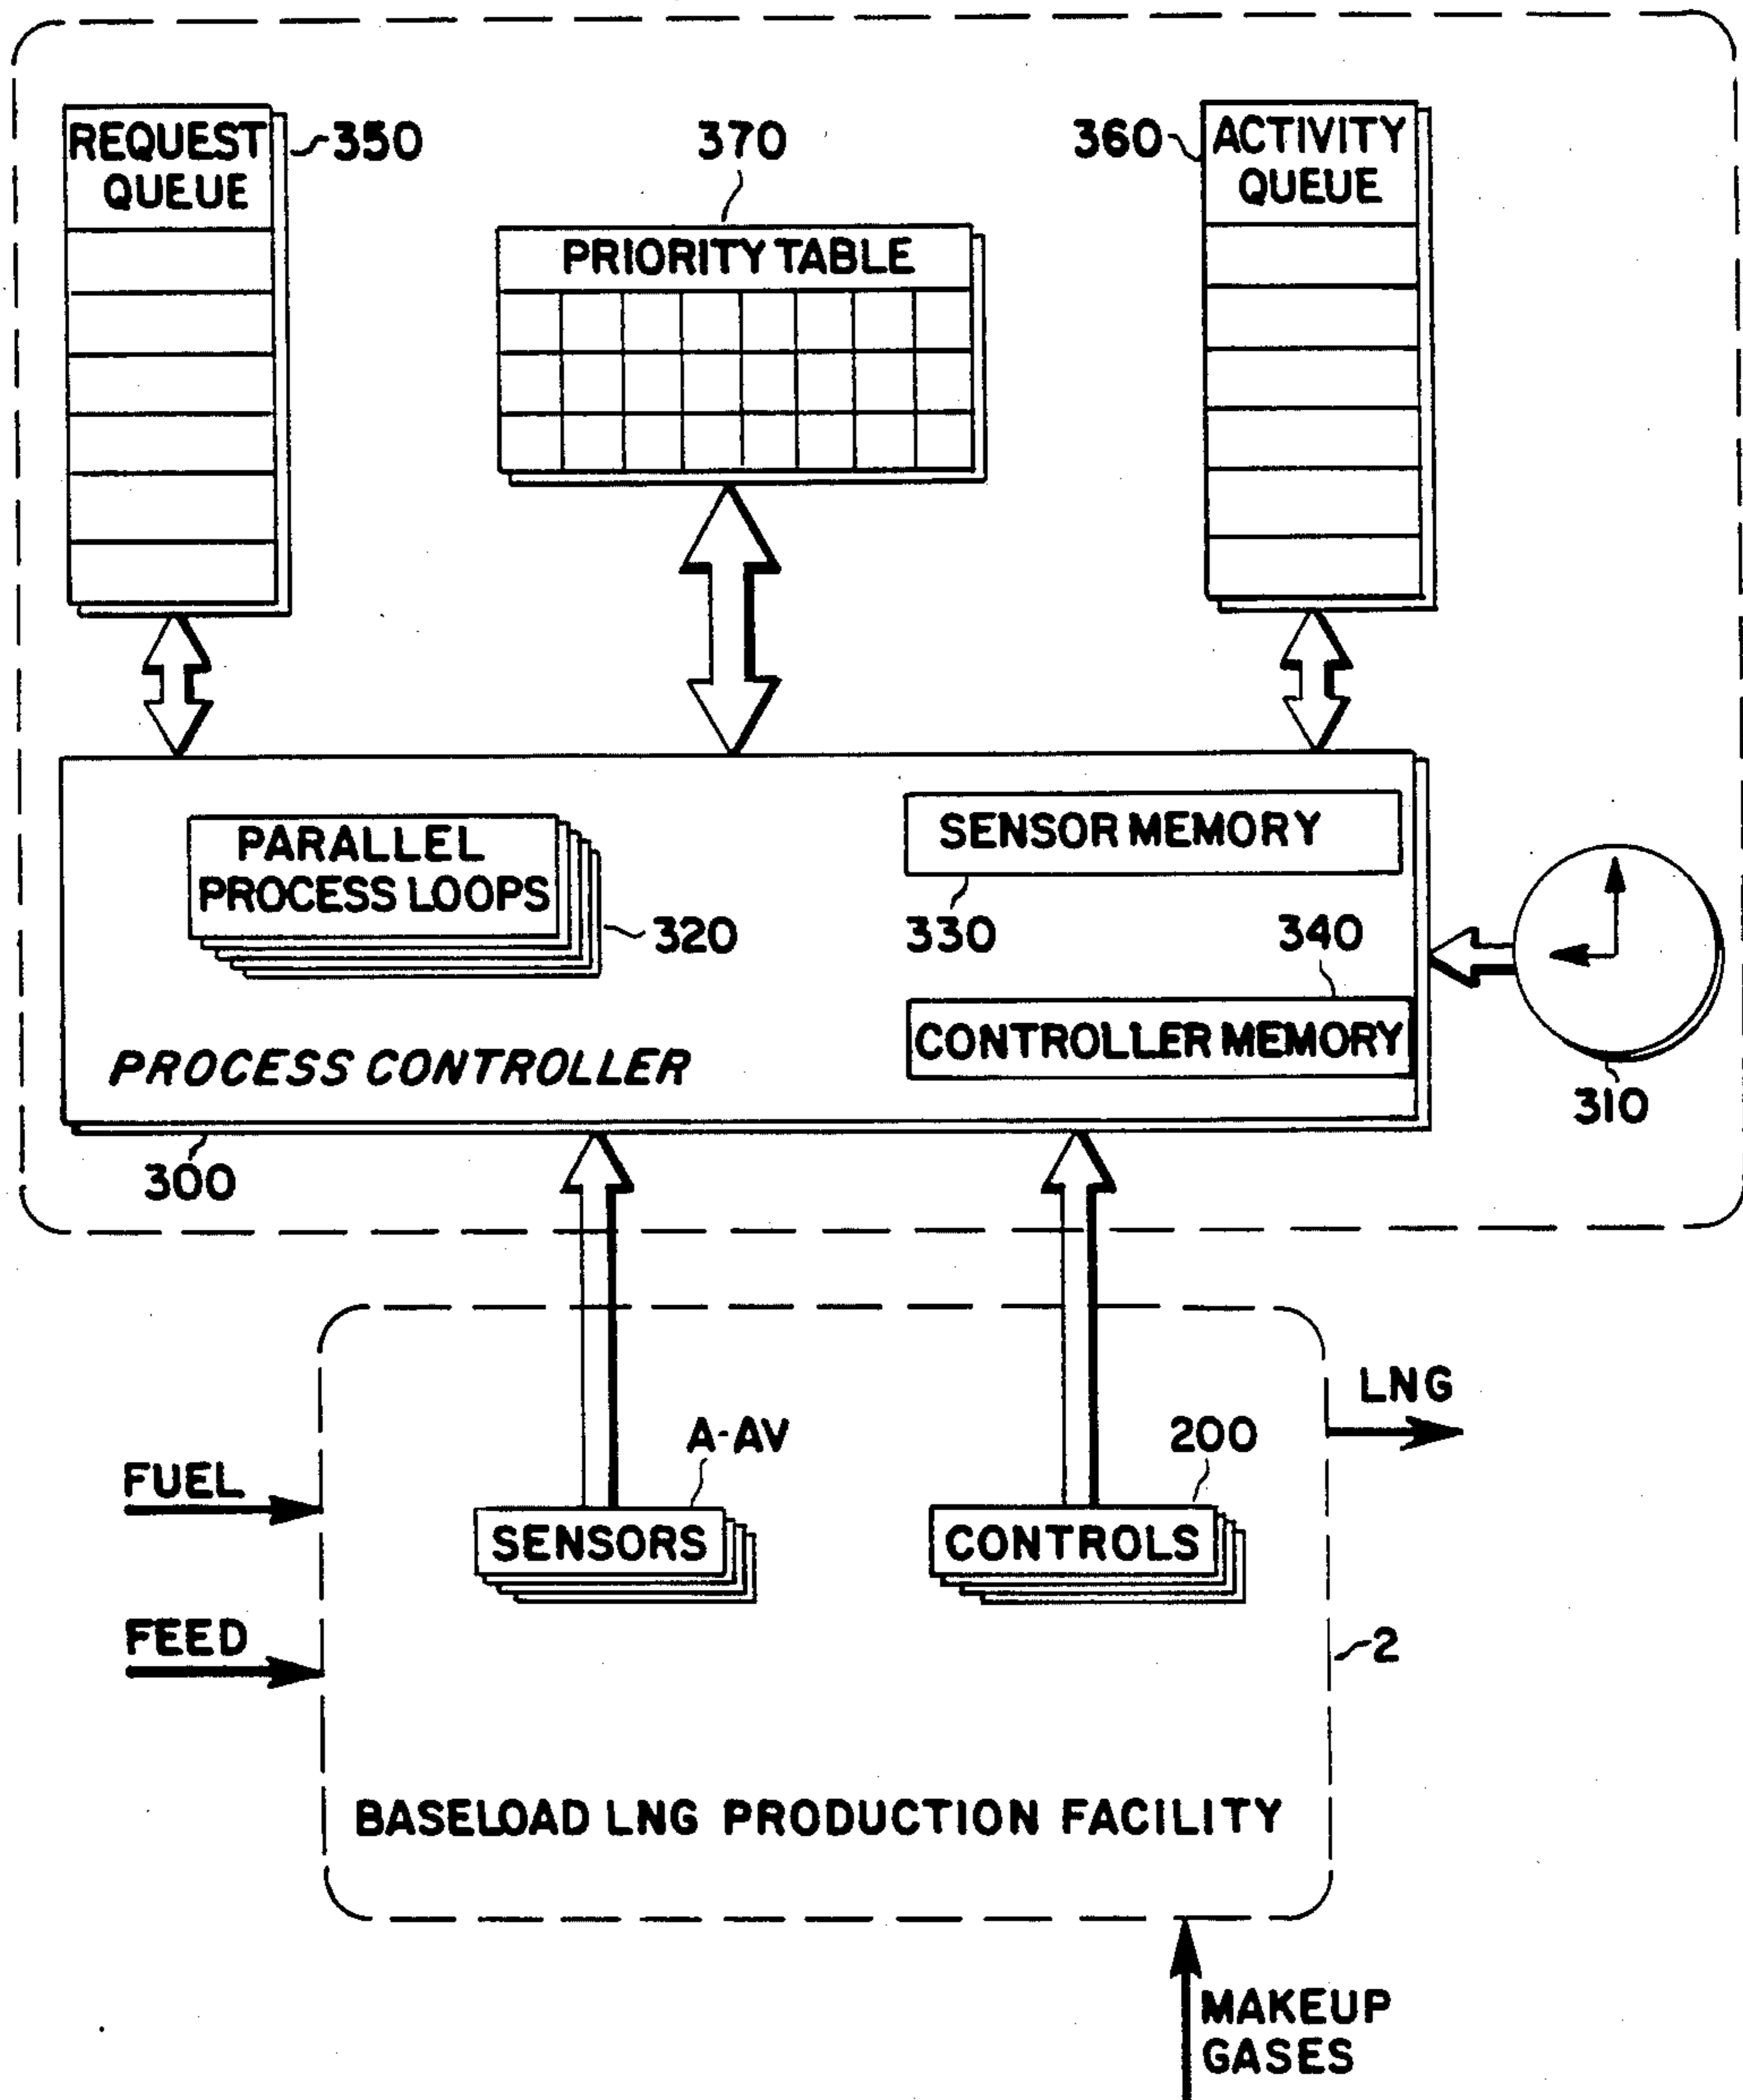 REQUEST
QUEUE
350
370
360
ACTIVITY
QUEUE
PRIORITY TABLE
PARALLEL
PROCESS LOOPS
320
SENSOR MEMORY
330
340
CONTROLLER MEMORY
PROCESS CONTROLLER
310
300
LNG
A-AV
200
FUEL
SENSORS
CONTROLS
FEED
2
BASELOAD LNG PRODUCTION FACILITY
MAKEUP
GASES